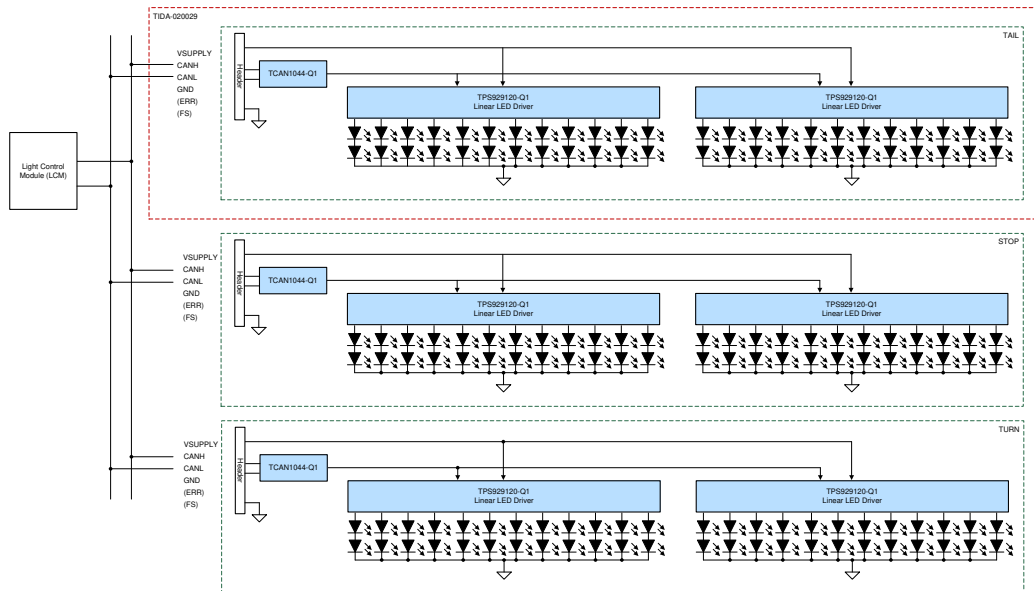 TIDA-020029
TAIL
VSUPPLY
CANH
CANL
GND
(ERR)
(FS)
Header
TCAN1044-Q1
TPS929120-Q1
Linear LED Driver
TPS929120-Q1
Linear LED Driver
Light Control
Module (LCM)
STOP
VSUPPLY
CANH
CANL
GND
(ERR)
(FS)
Header
TCAN1044-Q1
TPS929120-Q1
Linear LED Driver
TPS929120-Q1
Linear LED Driver
TURN
VSUPPLY
CANH
CANL
GND
(ERR)
(FS)
Header
TCAN1044-Q1
TPS929120-Q1
Linear LED Driver
TPS929120-Q1
Linear LED Driver